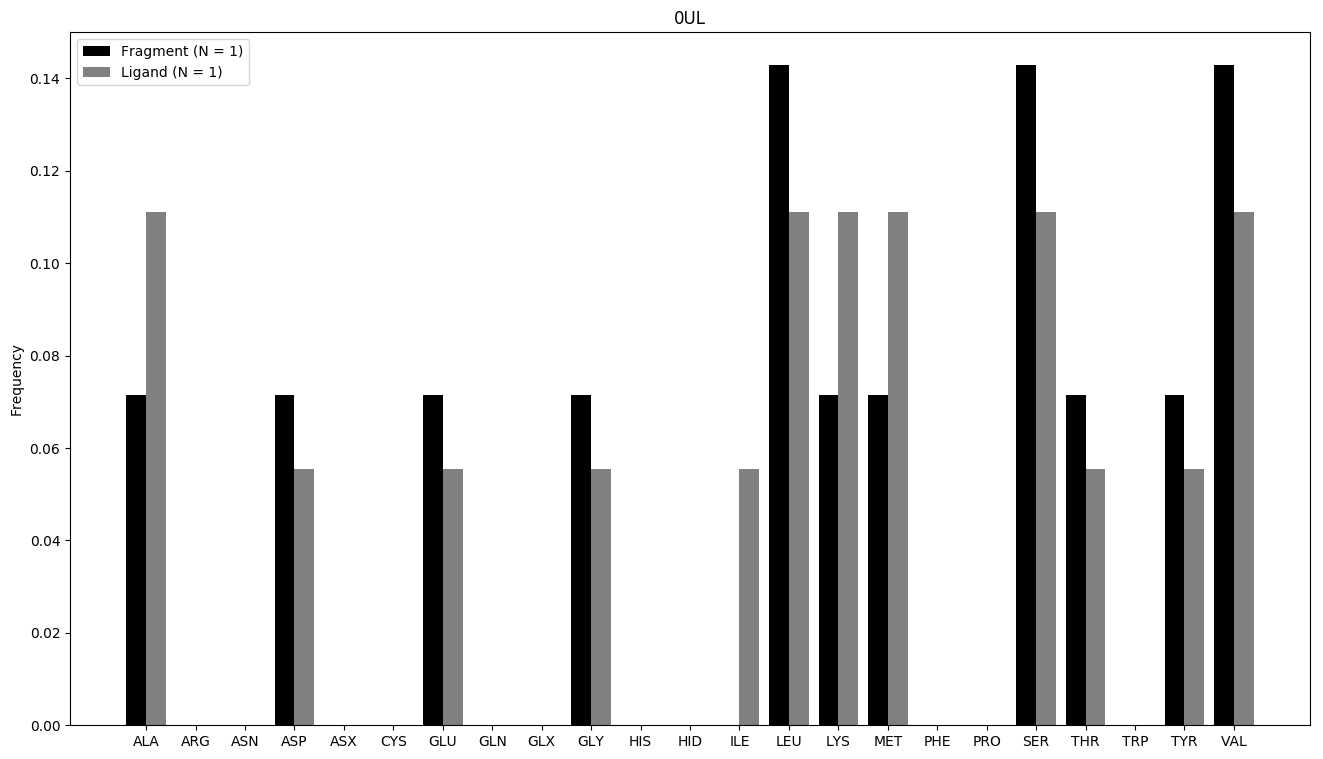 0UL
Fragment (N = 1)
Ligand (N = 1)
Frequency
0.14
0.12
0.10
0.08
0.06
0.04
0.02
0.00
ALA ARG ASN ASP ASX CYS GLU GLN GLX GLY HIS HID ILE LEU LYS MET PHE PRO SER THR TRP TYR VAL